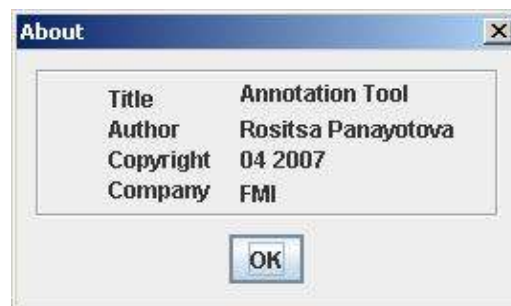 About
Title Annotation Tool
Author Rositsa Panayotova
Copyright 04 2007
Company FMI
OK